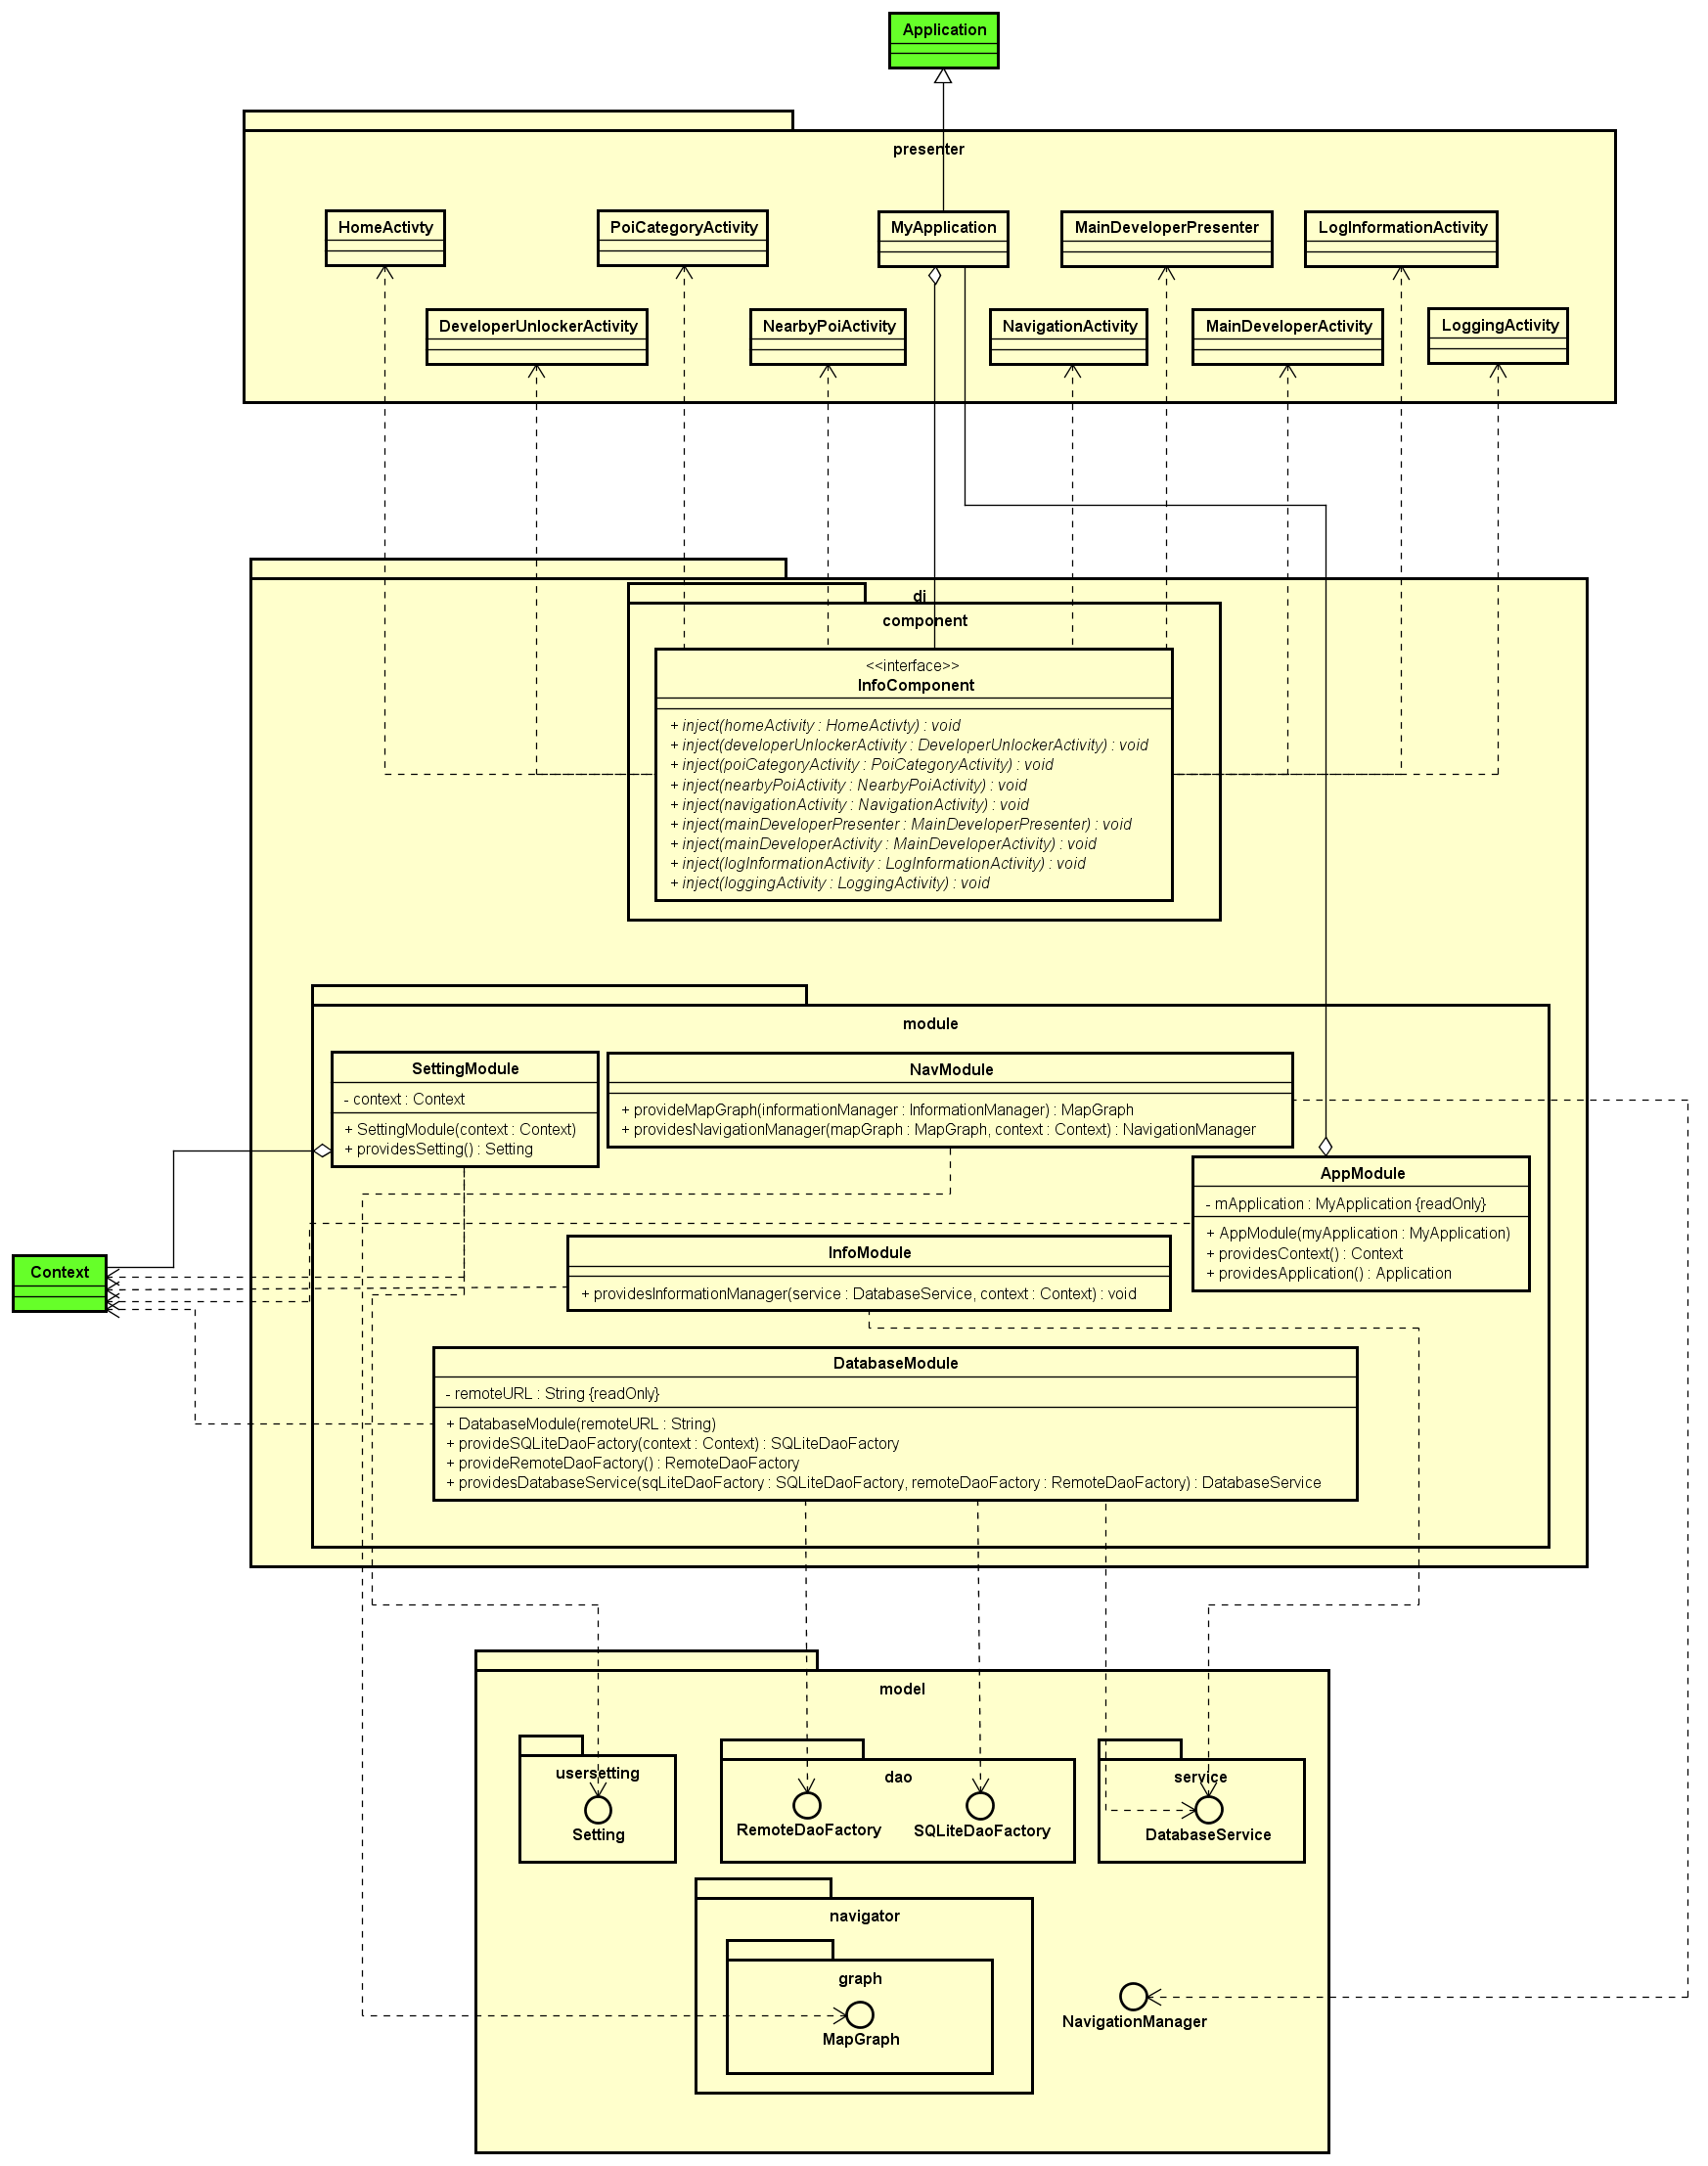 Application
presenter
HomeActivty
PoiCategoryActivity
MyApplication
MainDeveloperPresenter
LogInformationActivity
DeveloperUnlockerActivity
NearbyPoiActivity
NavigationActivity
MainDeveloperActivity
LoggingActivity
di
component
<<interface>>
InfoComponent
+ inject(homeActivity : HomeActivty) : void
+ inject(developerUnlockerActivity : DeveloperUnlockerActivity) : void
+ inject(poiCategoryActivity : PoiCategoryActivity) : void
+ inject(nearbyPoiActivity : NearbyPoiActivity) : void
+ inject(navigationActivity : NavigationActivity) : void
+ inject(mainDeveloperPresenter : MainDeveloperPresenter) : void
+ inject(mainDeveloperActivity : MainDeveloperActivity) : void
+ inject(logInformationActivity : LogInformationActivity) : void
+ inject(loggingActivity : LoggingActivity) : void
module
SettingModule
- context : Context
+ SettingModule(context : Context)
+ providesSetting() : Setting
NavModule
+ provideMapGraph(informationManager : InformationManager) : MapGraph
+ providesNavigationManager(mapGraph : MapGraph, context : Context) : NavigationManager
AppModule
- mApplication : MyApplication {readOnly}
+ AppModule(myApplication : MyApplication)
+ providesContext() : Context
+ providesApplication() : Application
Context
InfoModule
+ providesInformationManager(service : DatabaseService, context : Context) : void
DatabaseModule
- remoteURL : String {readOnly}
+ DatabaseModule(remoteURL : String)
+ provideSQLiteDaoFactory(context : Context) : SQLiteDaoFactory
+ provideRemoteDaoFactory() : RemoteDaoFactory
+ providesDatabaseService(sqLiteDaoFactory : SQLiteDaoFactory, remoteDaoFactory : RemoteDaoFactory) : DatabaseService
model
usersetting
Setting
dao
RemoteDaoFactory
SQLiteDaoFactory
service
DatabaseService
navigator
graph
MapGraph
NavigationManager